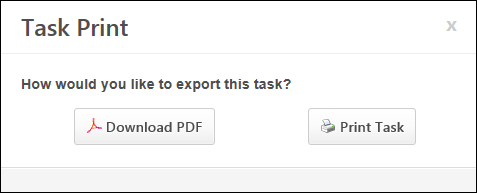 Task Print
x
How would you like to export this task?
Download PDF
Print Task